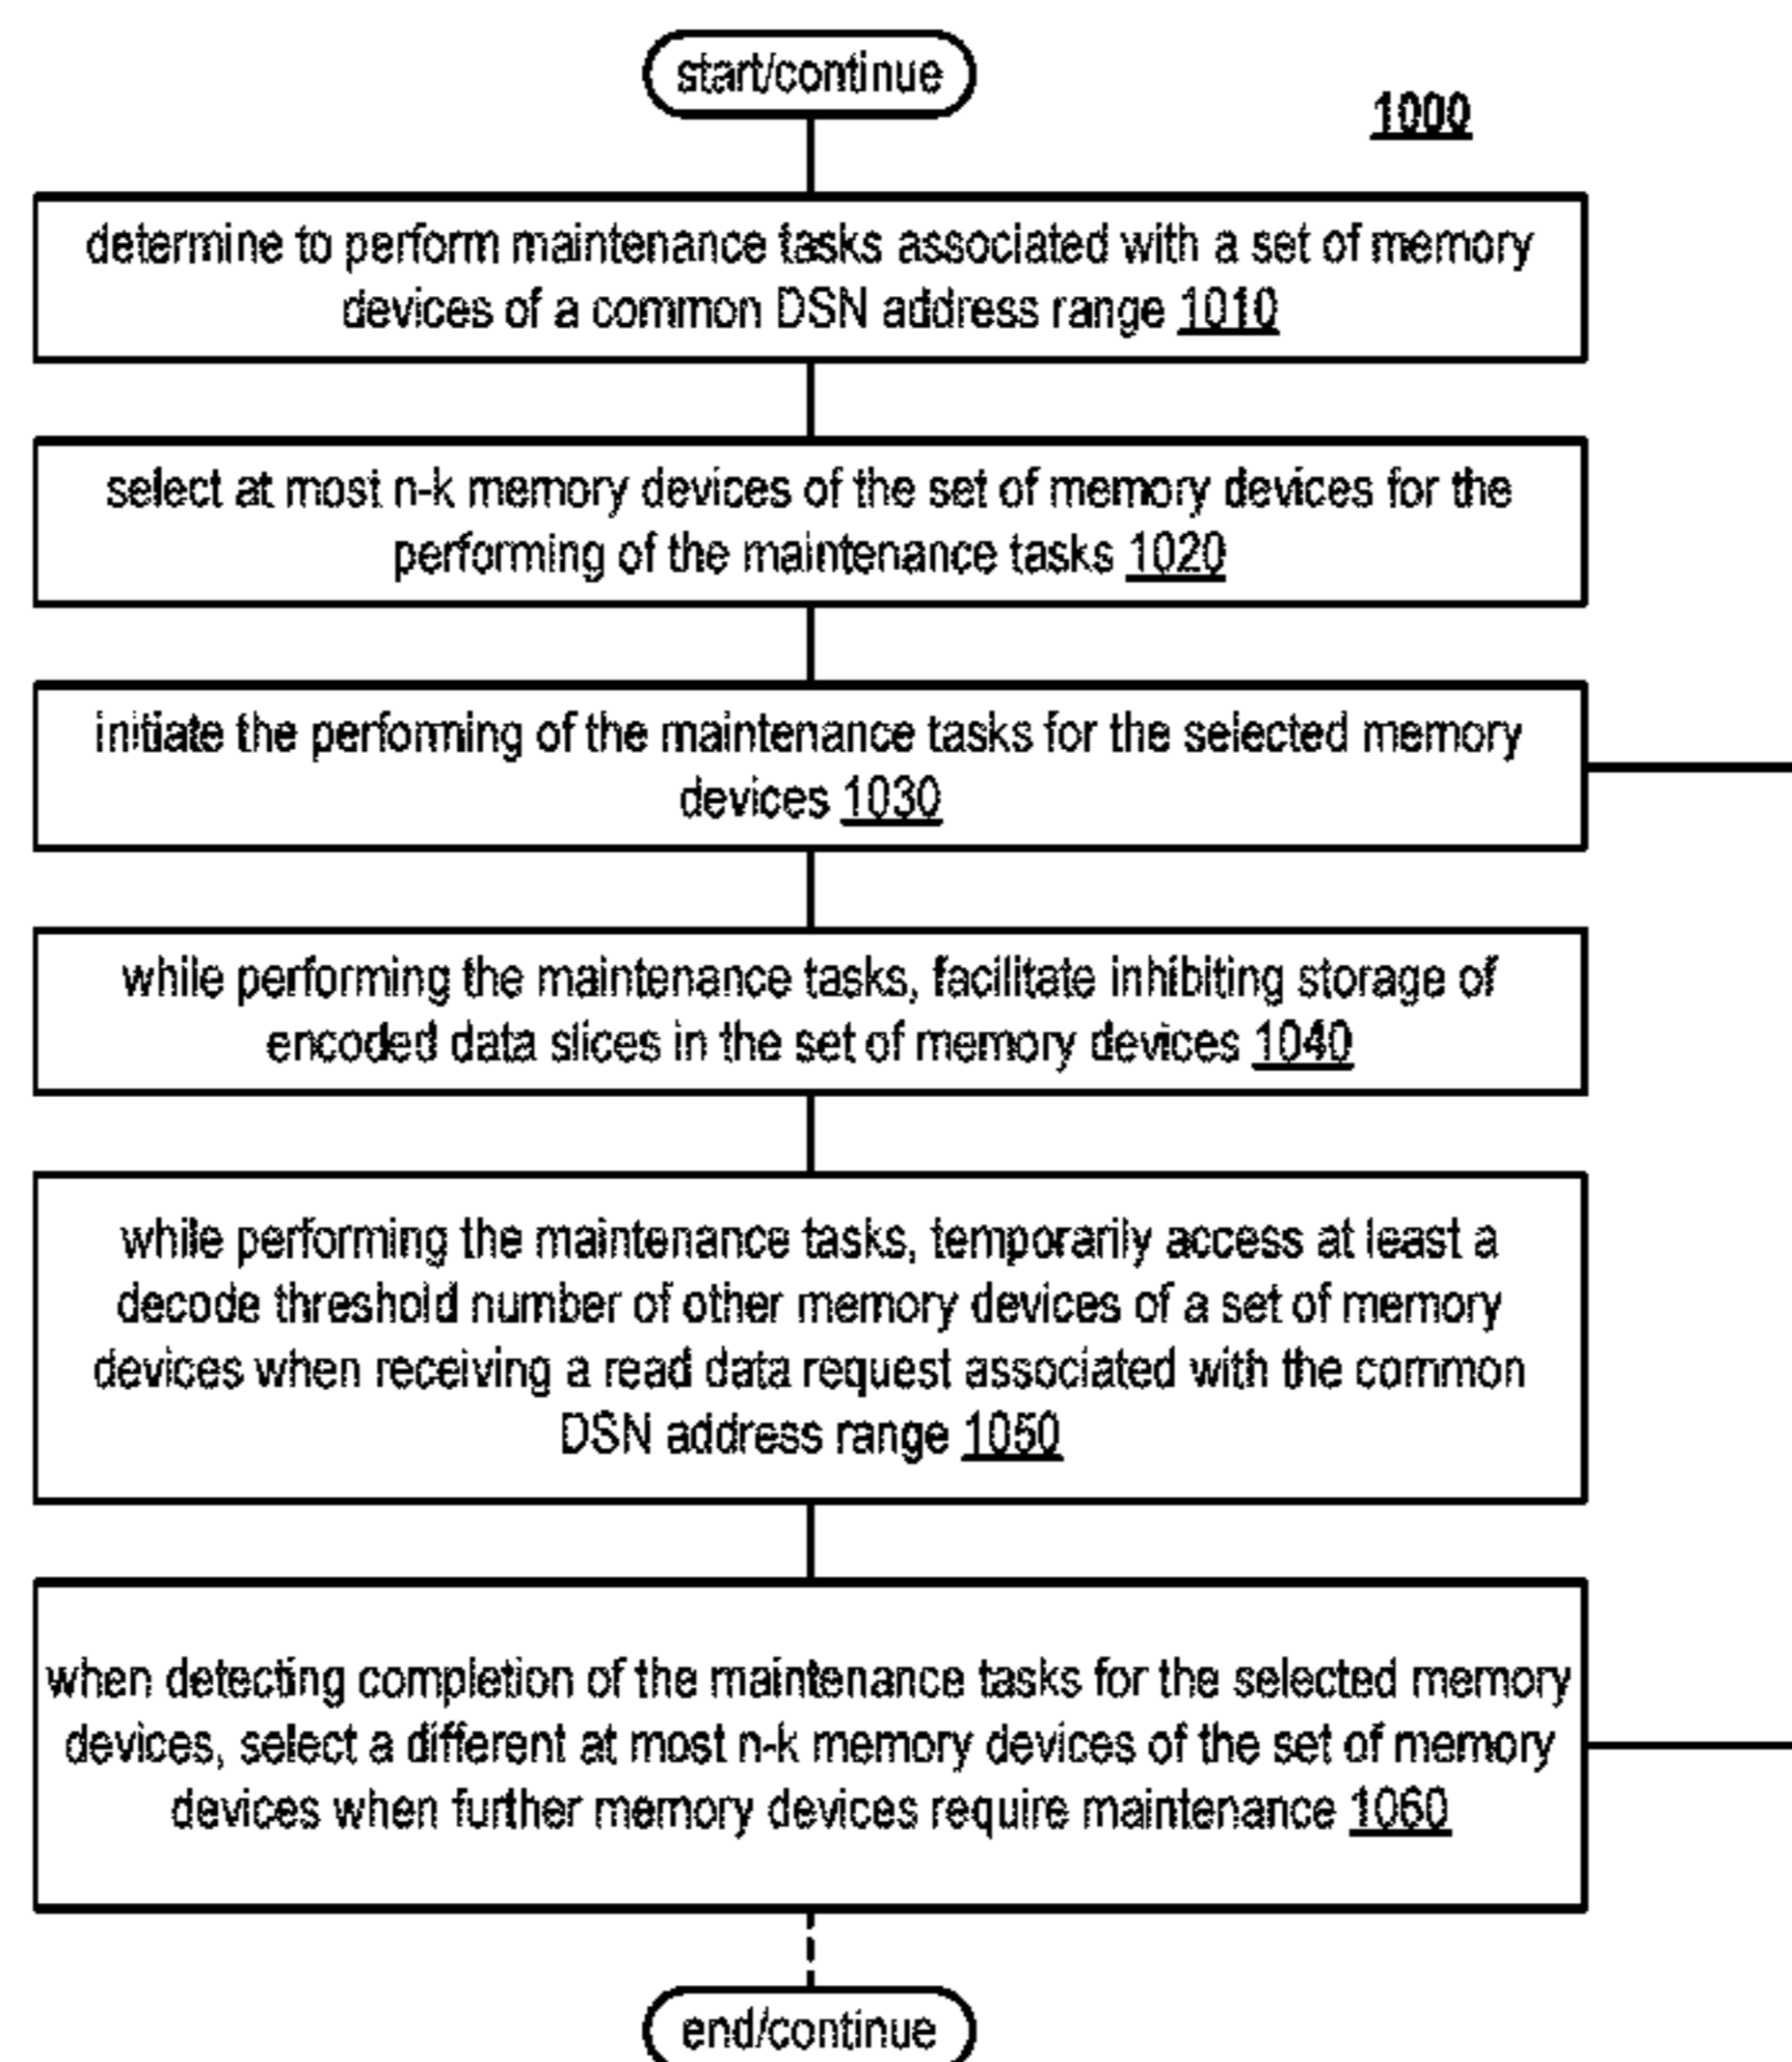 start/continue
1000
determine to perform maintenance tasks associated with a set of memory
devices of a common DSN address range 1010
select at most n-k memory devices of the set of memory devices for the
performing of the maintenance tasks 1020
initiate the performing of the maintenance tasks for the selected memory
devices 1030
while performing the maintenance tasks, facilitate inhibiting storage of
encoded data slices in the set of memory devices 1040
while performing the maintenance tasks, temporarily access at least a
decode threshold number of other memory devices of a set of memory
devices when receiving a read data request associated with the common
DSN address range 1050
when detecting completion of the maintenance tasks for the selected memory
devices, select a different at most n-k memory devices of the set of memory
devices when further memory devices require maintenance 1060
end/continue